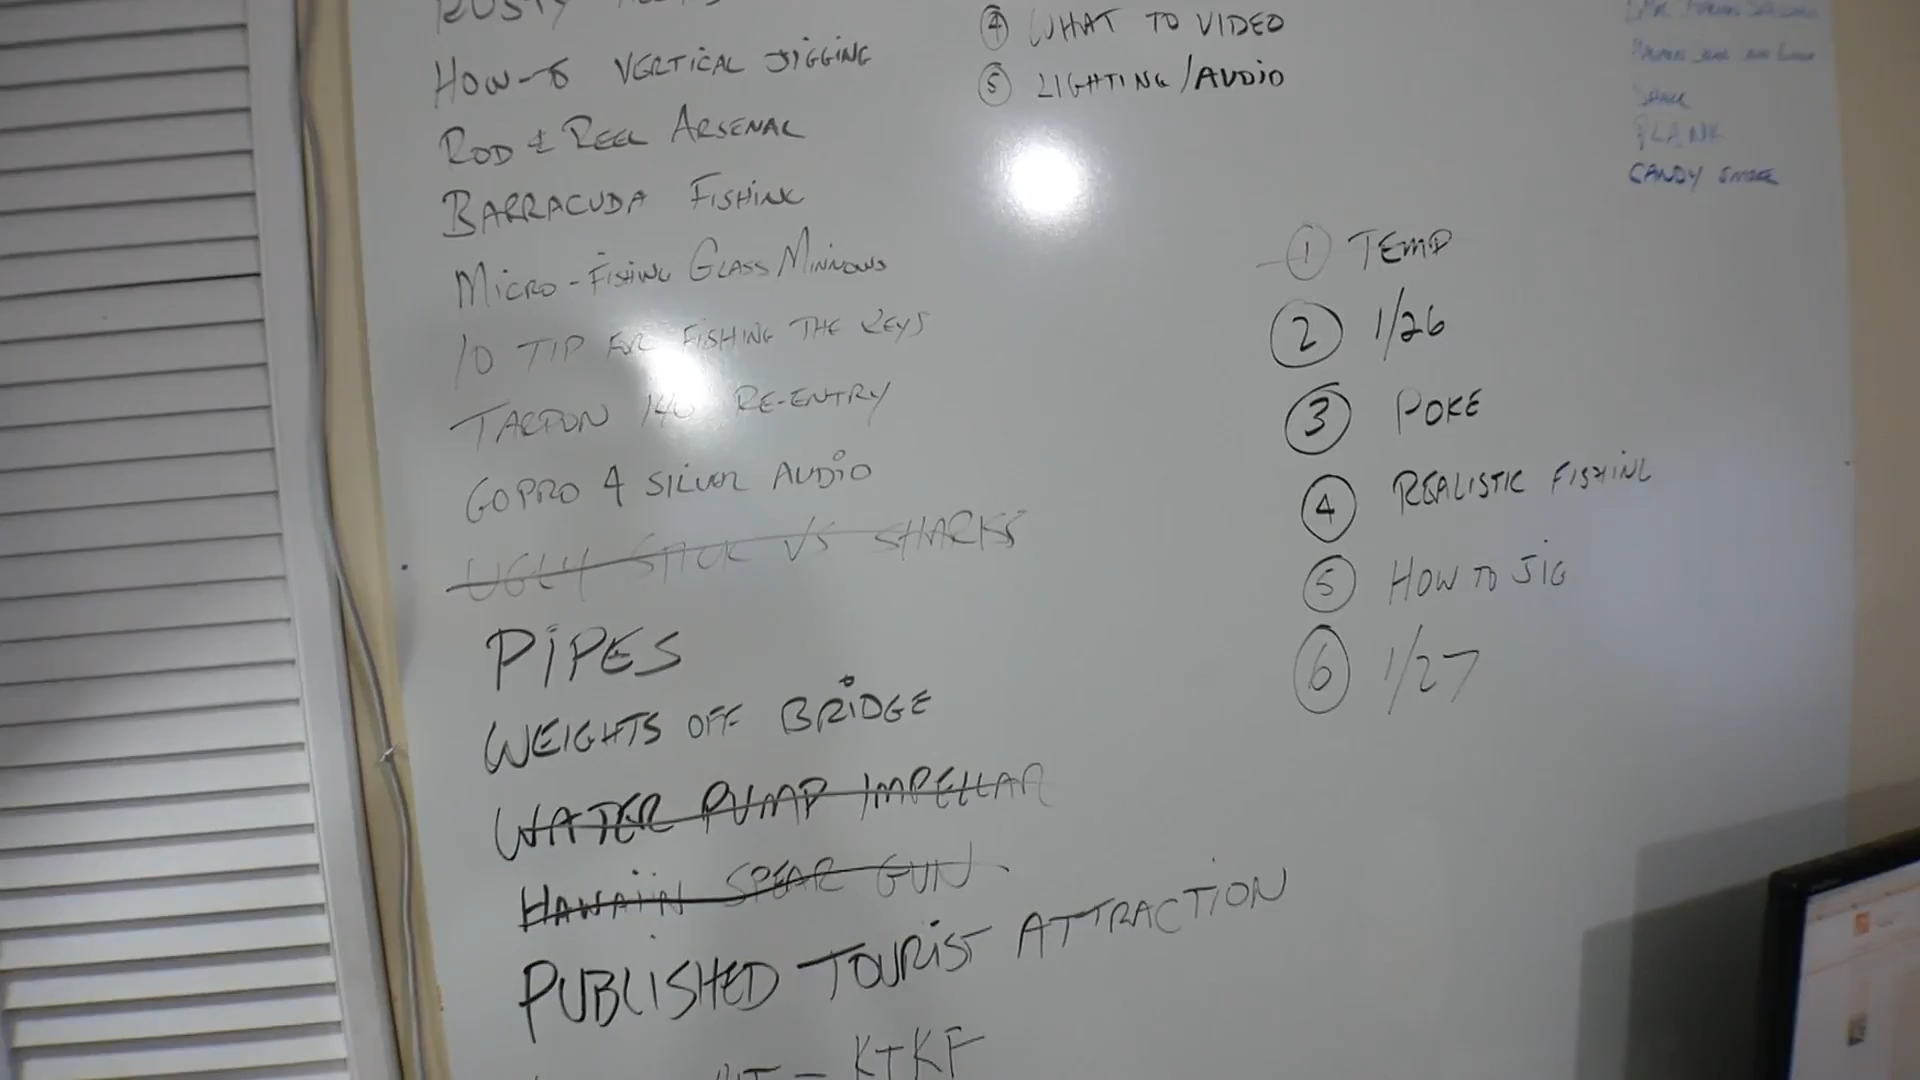 RUSTY
HOW-TO VERTICAL JIGGING
ROD & REEL ARSENAL
BARRACUDA FISHING
MICRO-FISHING GLASS MINNOWS
10 TIP FOR FISHING THE KEYS
TARPON 140 RE-ENTRY
GOPRO 4 SILVER AUDIO
UGLY STICK VS SHARKS
PIPES
WEIGHTS OFF BRIDGE
WATER PUMP IMPELLAR
HAWAIIN SPEAR GUN
PUBLISHED TOURIST ATTRACTION
- KTKF
④ WHAT TO VIDEO
⑤ LIGHTING/AUDIO
① TEMP
② 1/26
③ POKE
④ REALISTIC FISHING
⑤ HOW TO JIG
⑥ 1/27
PLANK
CANDY